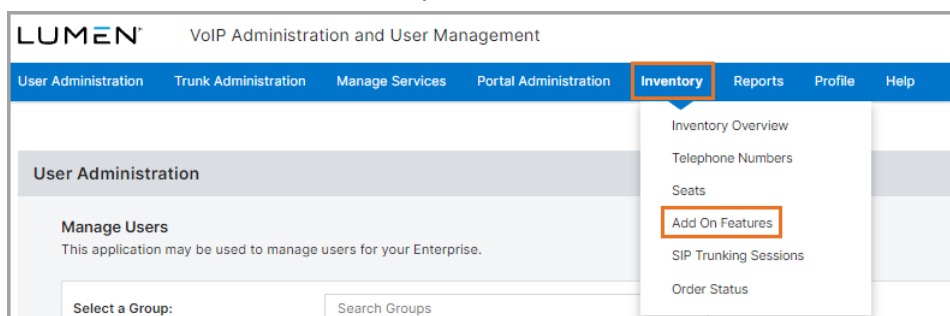 LUMEN VoIP Administration and User Management
User Administration Trunk Administration Manage Services Portal Administration Inventory Reports Profile Help
Inventory Overview
Telephone Numbers
User Administration
Seats
Manage Users
Add On Features
This application may be used to manage users for your Enterprise.
SIP Trunking Sessions
Order Status
Select a Group: Search Groups